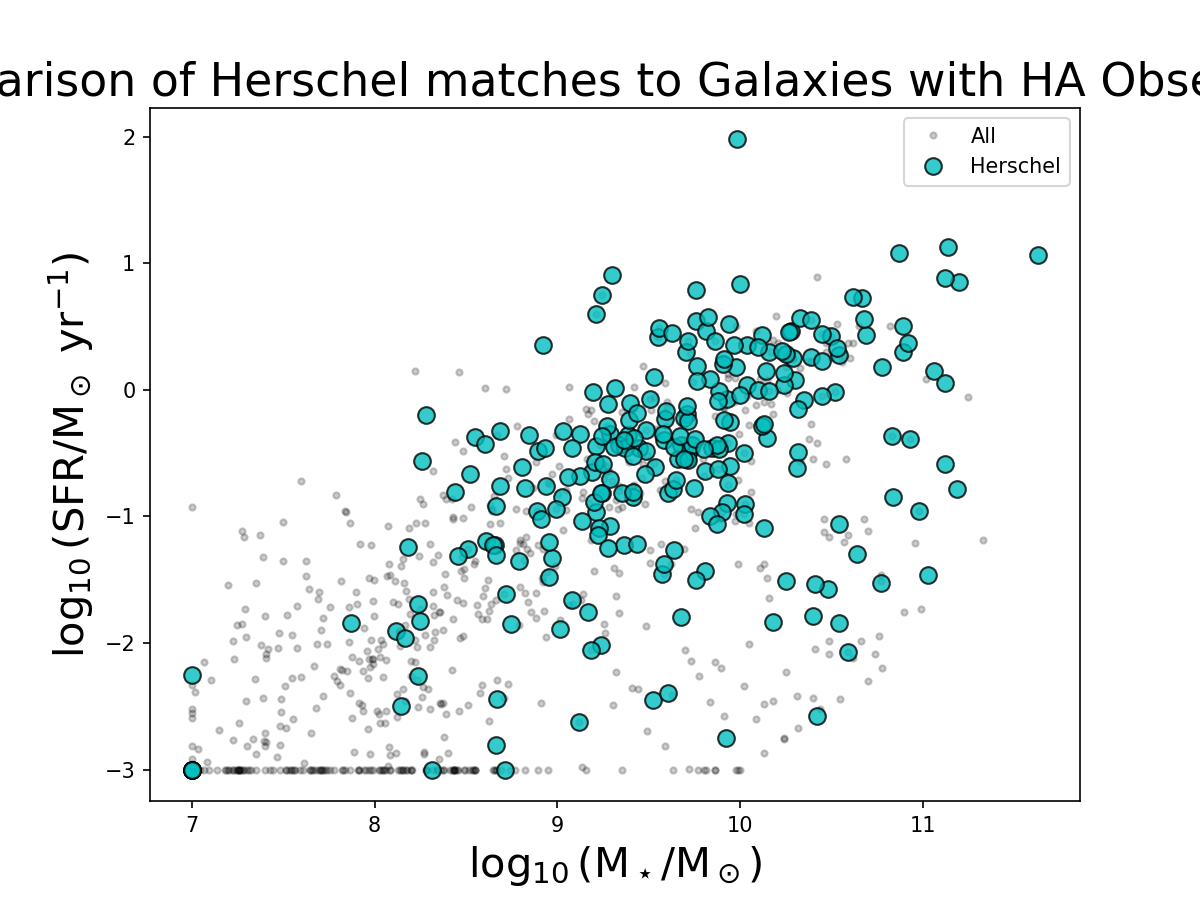 arison of Herschel matches to Galaxies with HA Obse
All
Herschel
log₁₀(SFR/M⊙ yr⁻¹)
2
1
0
−1
−2
−3
7 8 9 10 11
log₁₀(M⋆/M⊙)